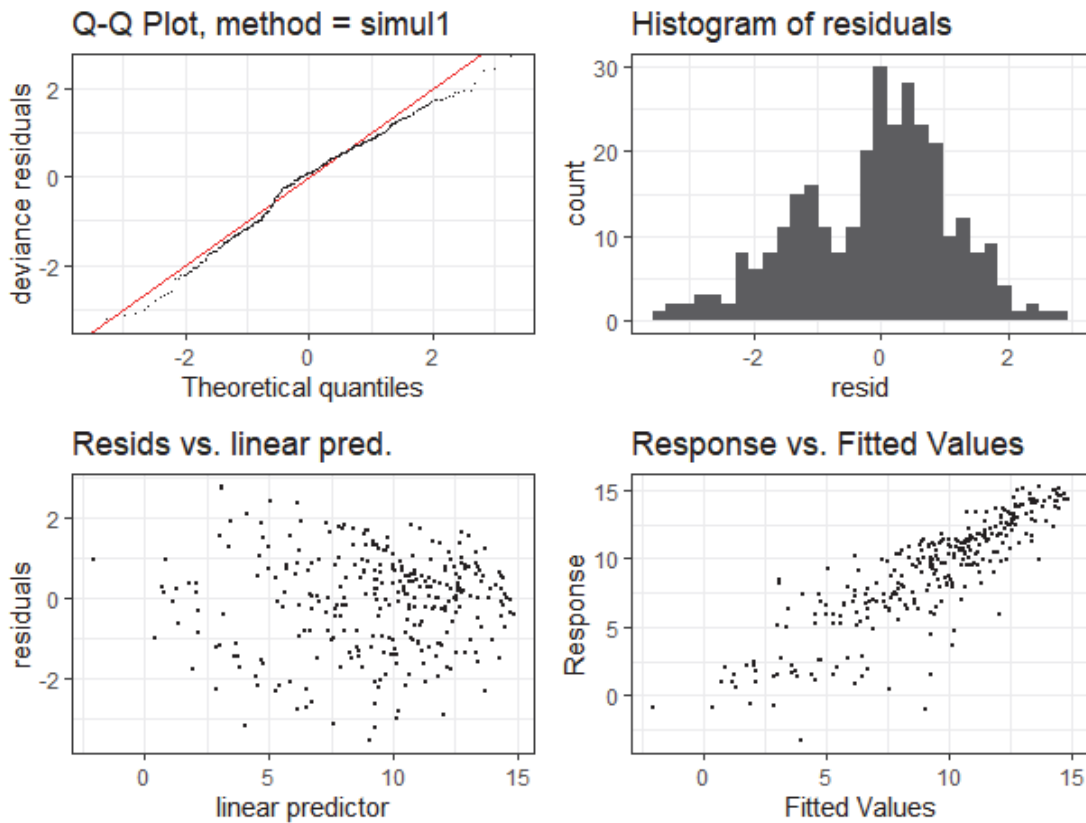 Q-Q Plot, method = simul1
deviance residuals
2
0
-2
-2
0
2
Theoretical quantiles
Histogram of residuals
count
30
20
10
0
-2
0
2
resid
Resids vs. linear pred.
residuals
2
0
-2
0
5
10
15
linear predictor
Response vs. Fitted Values
Response
15
10
5
0
0
5
10
15
Fitted Values